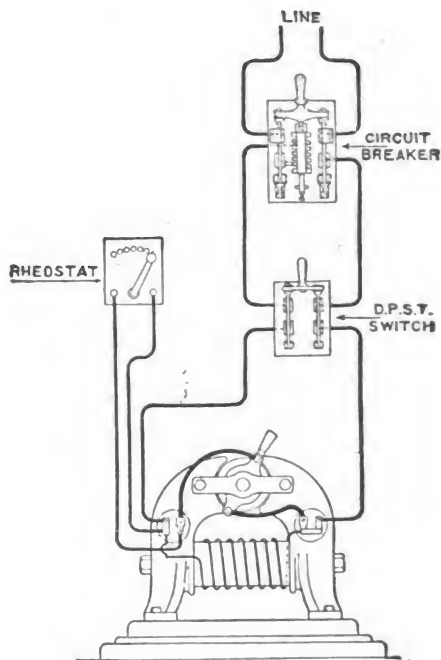 LINE
CIRCUIT
BREAKER
RHEOSTAT
D.P.S.T.
SWITCH